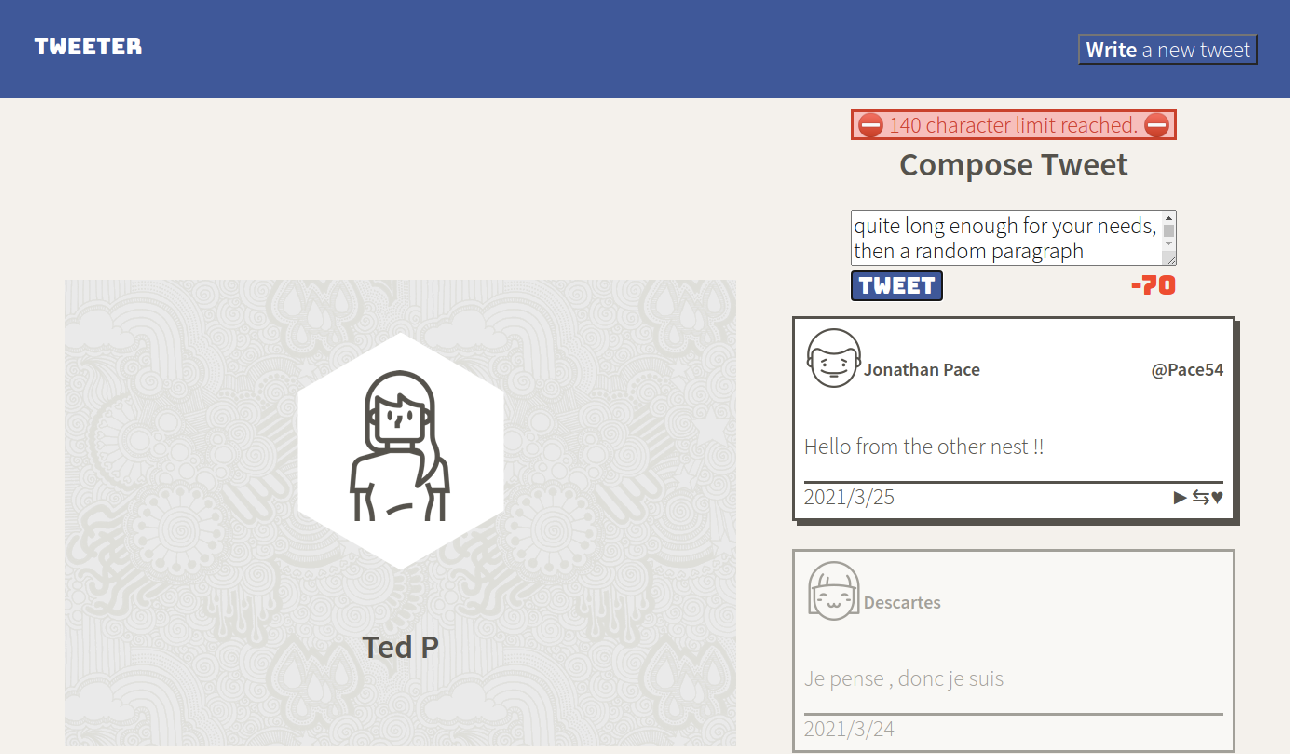 TWEETER
Write a new tweet
⛔ 140 character limit reached. ⛔
Compose Tweet
quite long enough for your needs,
then a random paragraph
TWEET
-70
Jonathan Pace
@Pace54
Hello from the other nest !!
2021/3/25
Descartes
Je pense , donc je suis
2021/3/24
Ted P